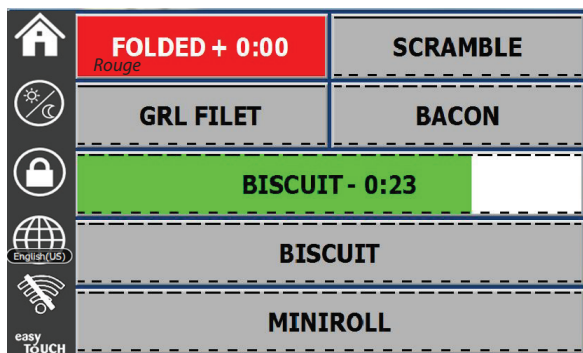 FOLDED + 0:00
Rouge
SCRAMBLE
GRL FILET
BACON
BISCUIT - 0:23
BISCUIT
English(US)
MINIROLL
easy
TOUCH